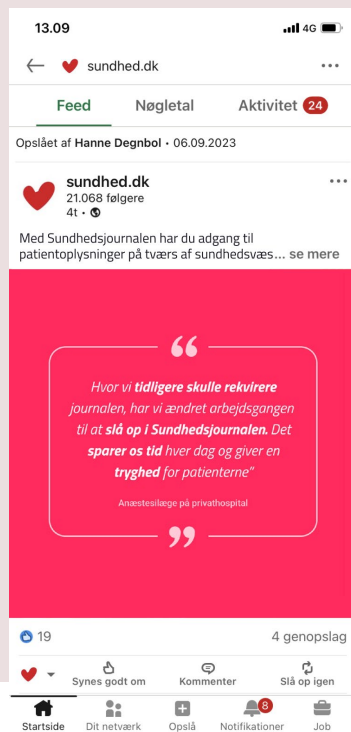 13.09
4G
sundhed.dk
Feed Nøgletal Aktivitet 24
Opslået af Hanne Degnbol • 06.09.2023
sundhed.dk
21.068 følgere
4t •
Med Sundhedsjournalen har du adgang til
patientoplysninger på tværs af sundhedsvæs... se mere
“
Hvor vi tidligere skulle rekvirere
journalen, har vi ændret arbejdsgangen
til at slå op i Sundhedsjournalen. Det
sparer os tid hver dag og giver en
tryghed for patienterne”
Anæstesilæge på privathospital
”
19 4 genopslag
Synes godt om Kommenter Slå op igen
8
Startside Dit netværk Opslå Notifikationer Job